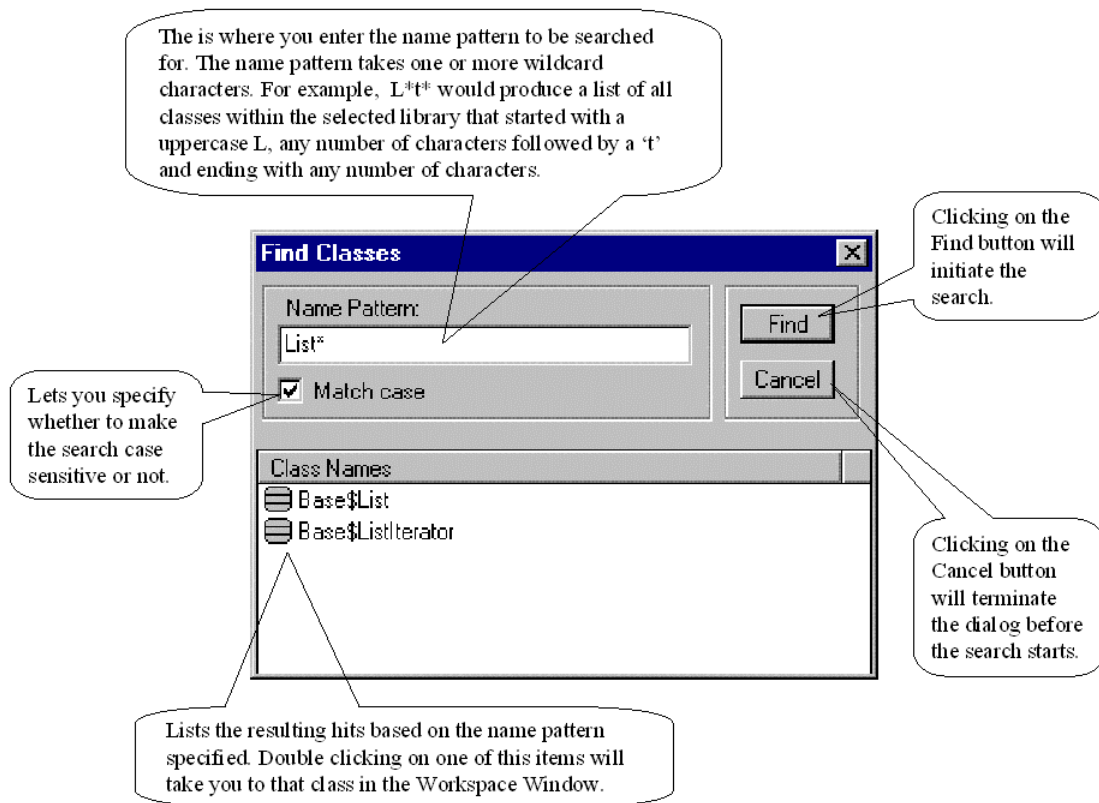 The is where you enter the name pattern to be searched
for. The name pattern takes one or more wildcard
characters. For example, L*t* would produce a list of all
classes within the selected library that started with a
uppercase L, any number of characters followed by a ‘t’
and ending with any number of characters.
Clicking on the
Find button will
initiate the
search.
Find Classes
Name Pattern:
List*
Match case
Find
Cancel
Lets you specify
whether to make
the search case
sensitive or not.
Class Names
Base$List
Base$ListIterator
Clicking on the
Cancel button
will terminate
the dialog before
the search starts.
Lists the resulting hits based on the name pattern
specified. Double clicking on one of this items will
take you to that class in the Workspace Window.